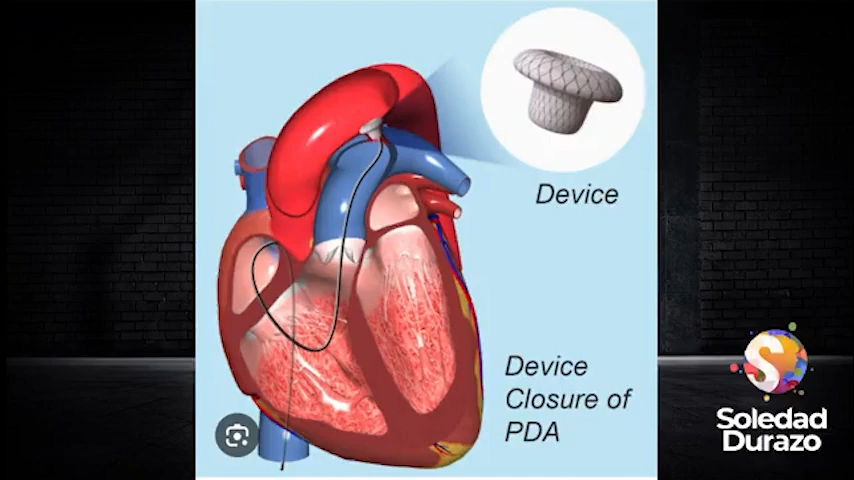 Device
Device
Closure of
PDA
Soledad
Durazo